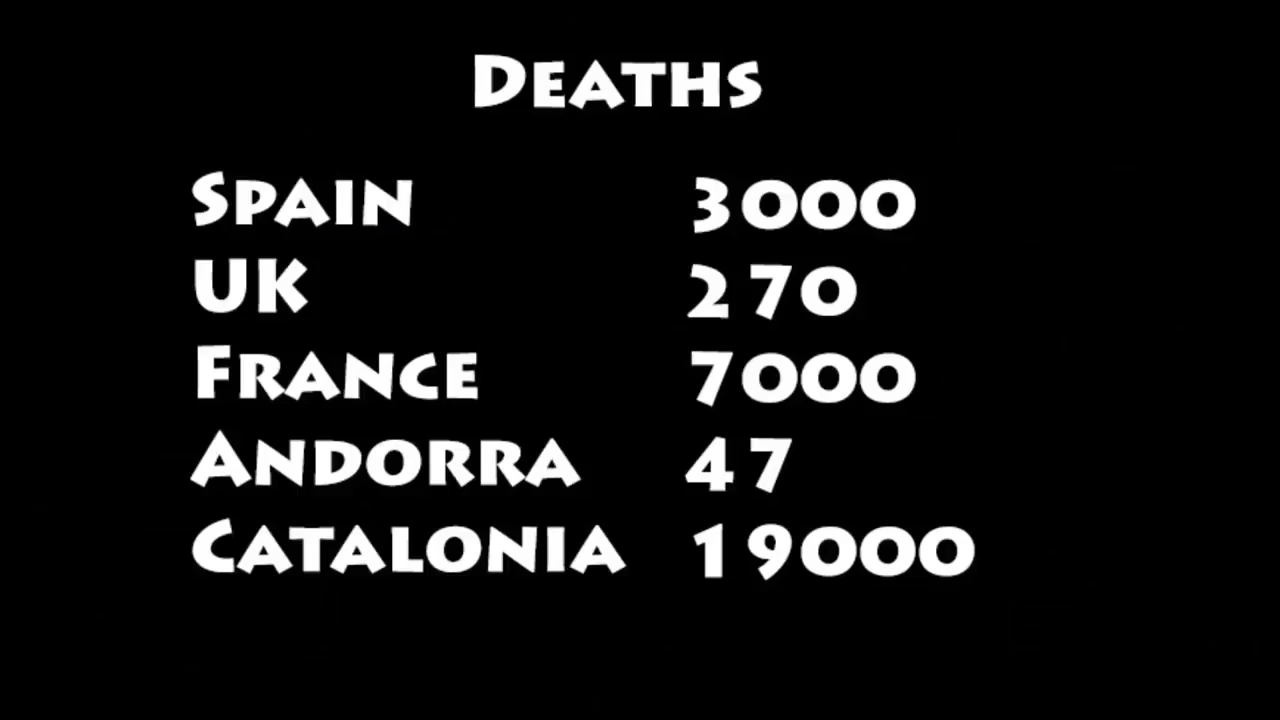 Deaths
Spain 3000
UK 270
France 7000
Andorra 47
Catalonia 19000